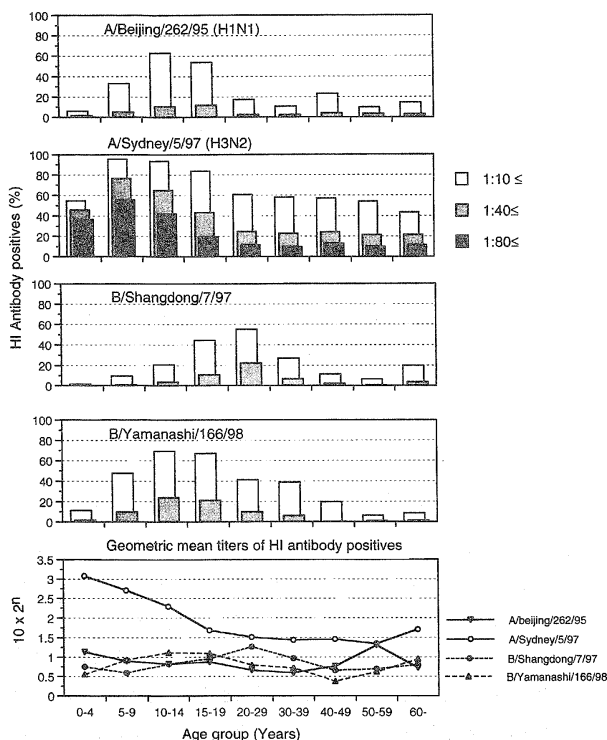 A/Beijing/262/95 (H1N1)
100
80
60
40
20
0
A/Sydney/5/97 (H3N2)
100
80
60
40
20
0
1:10 ≤
1:40≤
1:80≤
HI Antibody positives (%)
B/Shangdong/7/97
100
80
60
40
20
0
B/Yamanashi/166/98
100
80
60
40
20
0
Geometric mean titers of HI antibody positives
3.5
3
2.5
2
1.5
1
0.5
0
10 x 2ⁿ
A/beijing/262/95
A/Sydney/5/97
B/Shangdong/7/97
B/Yamanashi/166/98
0-4 5-9 10-14 15-19 20-29 30-39 40-49 50-59 60-
Age group (Years)